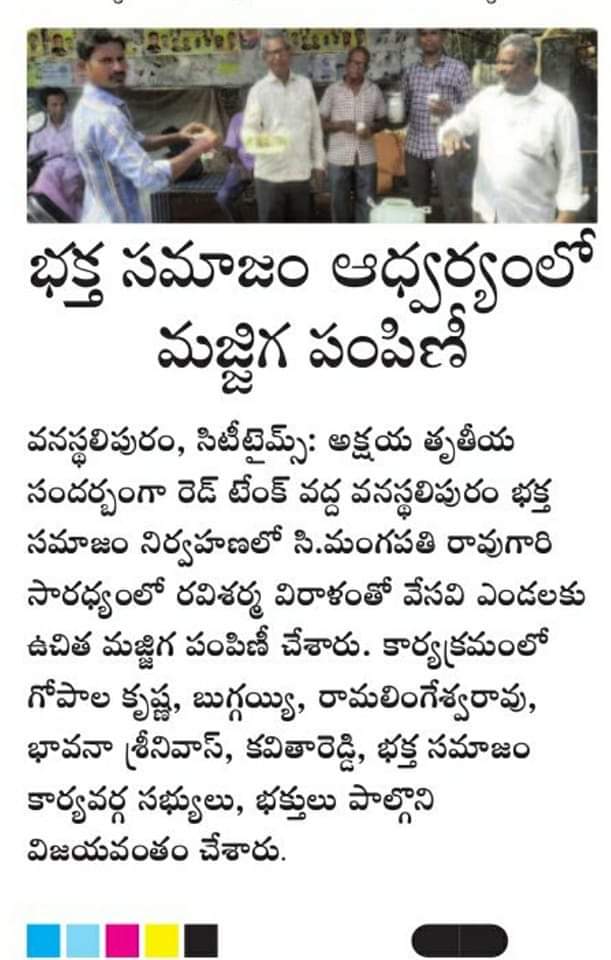 భక్త సమాజం ఆధ్వర్యంలో
మజ్జిగ పంపిణీ
వనస్థలిపురం, సిటీటైమ్స్: అక్షయ తృతీయ
సందర్భంగా రెడ్ టేంక్ వద్ద వనస్థలిపురం భక్త
సమాజం నిర్వహణలో సి.మంగపతి రావుగారి
సారధ్యంలో రవిశర్మ విరాళంతో వేసవి ఎండలకు
ఉచిత మజ్జిగ పంపిణీ చేశారు. కార్యక్రమంలో
గోపాల కృష్ణ, బుగ్గయ్యి, రామలింగేశ్వరావు,
భావనా శ్రీనివాస్, కవితారెడ్డి, భక్త సమాజం
కార్యవర్గ సభ్యులు, భక్తులు పాల్గొని
విజయవంతం చేశారు.